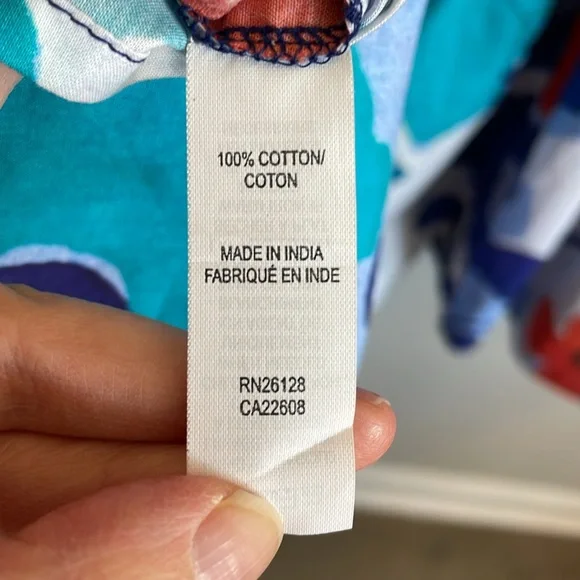 100% COTTON/
COTON
MADE IN INDIA
FABRIQUÉ EN INDE
RN26128
CA22608